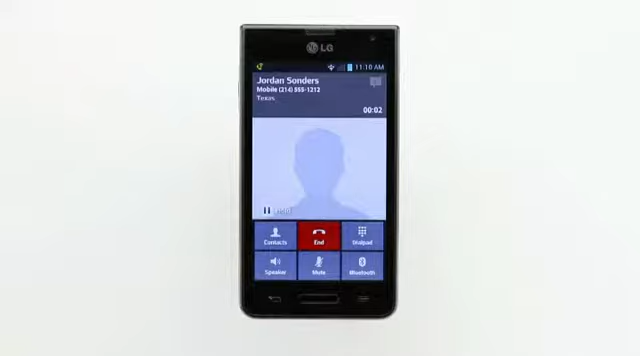 LG
11:10 AM
Jordan Sonders
Mobile (214) 555-1212
Texas
00:02
Hold
Contacts
End
Dialpad
Speaker
Mute
Bluetooth